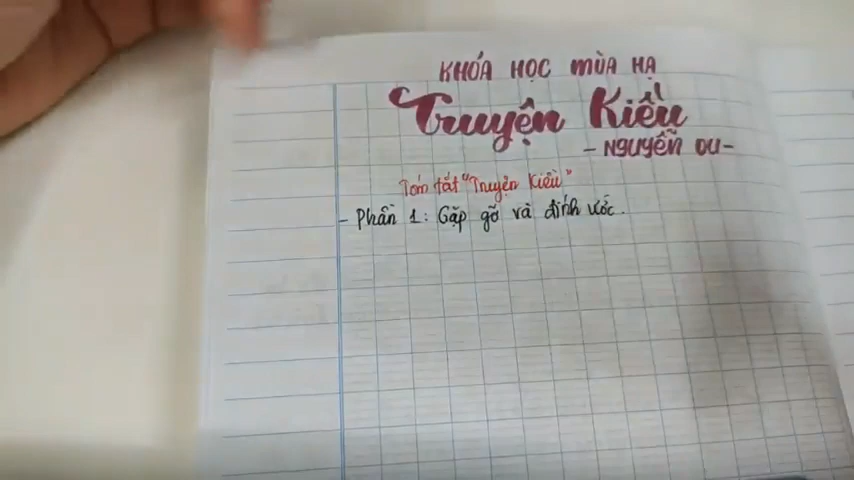 KHÓA HỌC MÙA HẠ
Truyện Kiều
- NGUYỄN DU -
Tóm tắt "Truyện Kiều"
- Phần 1: Gặp gỡ và đính ước.